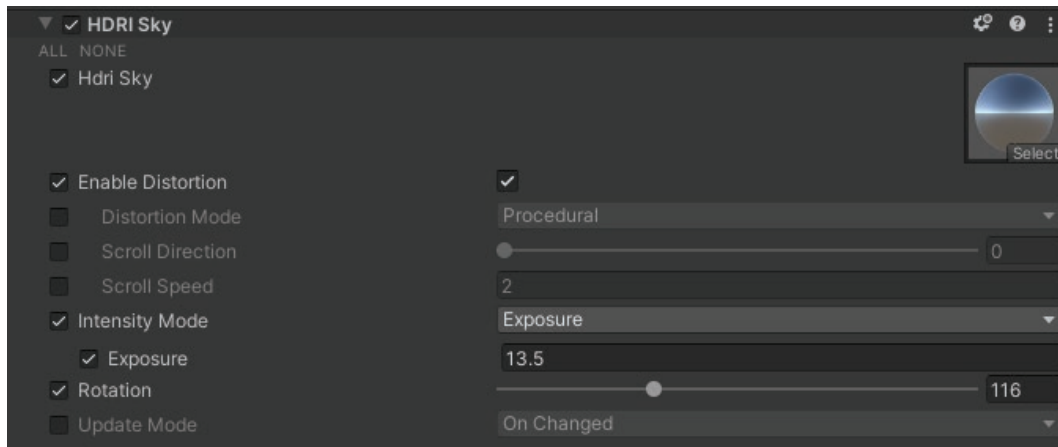 HDRI Sky
ALL NONE
Hdri Sky
Select
Enable Distortion
Distortion Mode Procedural
Scroll Direction 0
Scroll Speed 2
Intensity Mode Exposure
Exposure 13.5
Rotation 116
Update Mode On Changed